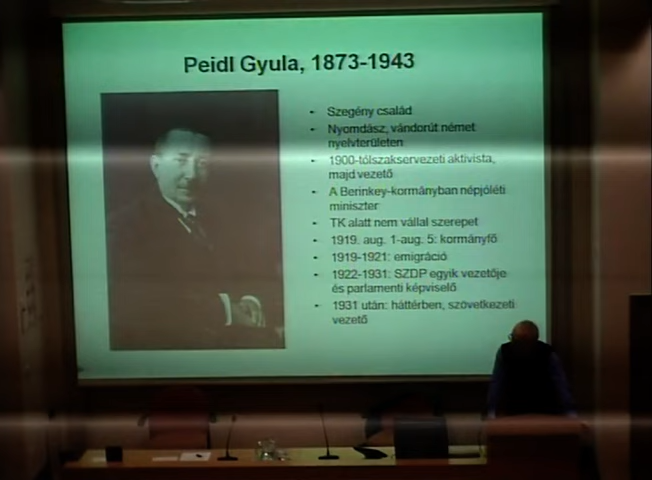 Peidl Gyula, 1873-1943
- Szegény család
- Nyomdász, vándorút német
nyelvterületen
- 1900-tólszakservezeti aktivista,
majd vezető
- A Berinkey-kormányban népjóléti
miniszter
- TK alatt nem vállal szerepet
- 1919. aug. 1-aug. 5: kormányfő
- 1919-1921: emigráció
- 1922-1931: SZDP egyik vezetője
és parlamenti képviselő
- 1931 után: háttérben, szövetkezeti
vezető